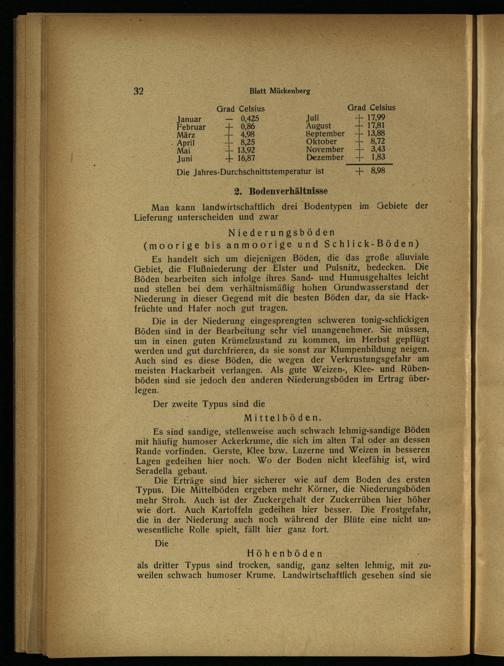 32 Blatt Mückenberg
Grad Celsius Grad Celsius
Januar — 0,425 Juli + 17,99
Februar + 0,86 August + 17,81
März + 4,98 September + 13,88
April + 8,25 Oktober + 8,72
Mai + 13,92 November + 3,43
Juni + 16,87 Dezember + 1,83
Die Jahres-Durchschnittstemperatur ist + 8,98
2. Bodenverhältnisse
Man kann landwirtschaftlich drei Bodentypen im Gebiete der
Lieferung unterscheiden und zwar
Niederungsböden
(moorige bis anmoorige und Schlick-Böden)
Es handelt sich um diejenigen Böden, die das große alluviale
Gebiet, die Flußniederung der Elster und Pulsnitz, bedecken. Die
Böden bearbeiten sich infolge ihres Sand- und Humusgehaltes leicht
und stellen bei dem verhältnismäßig hohen Grundwasserstand der
Niederung in dieser Gegend mit die besten Böden dar, da sie Hack-
früchte und Hafer noch gut tragen.
Die in der Niederung eingesprengten schweren tonig-schlickigen
Böden sind in der Bearbeitung sehr viel unangenehmer. Sie müssen,
um in einen guten Krümelzustand zu kommen, im Herbst gepflügt
werden und gut durchfrieren, da sie sonst zur Klumpenbildung neigen.
Auch sind es diese Böden, die wegen der Verkrustungsgefahr am
meisten Hackarbeit verlangen. Als gute Weizen-, Klee- und Rüben-
böden sind sie jedoch den anderen Niederungsböden im Ertrag über-
legen.
Der zweite Typus sind die
Mittelböden.
Es sind sandige, stellenweise auch schwach lehmig-sandige Böden
mit häufig humoser Ackerkrume, die sich im alten Tal oder an dessen
Rande vorfinden. Gerste, Klee bzw. Luzerne und Weizen in besseren
Lagen gedeihen hier noch. Wo der Boden nicht kleefähig ist, wird
Seradella gebaut.
Die Erträge sind hier sicherer wie auf dem Boden des ersten
Typus. Die Mittelböden ergeben mehr Körner, die Niederungsböden
mehr Stroh. Auch ist der Zuckergehalt der Zuckerrüben hier höher
wie dort. Auch Kartoffeln gedeihen hier besser. Die Frostgefahr,
die in der Niederung auch noch während der Blüte eine nicht un-
wesentliche Rolle spielt, fällt hier ganz fort.
Die
Höhenböden
als dritter Typus sind trocken, sandig, ganz selten lehmig, mit zu-
weilen schwach humoser Krume. Landwirtschaftlich gesehen sind sie